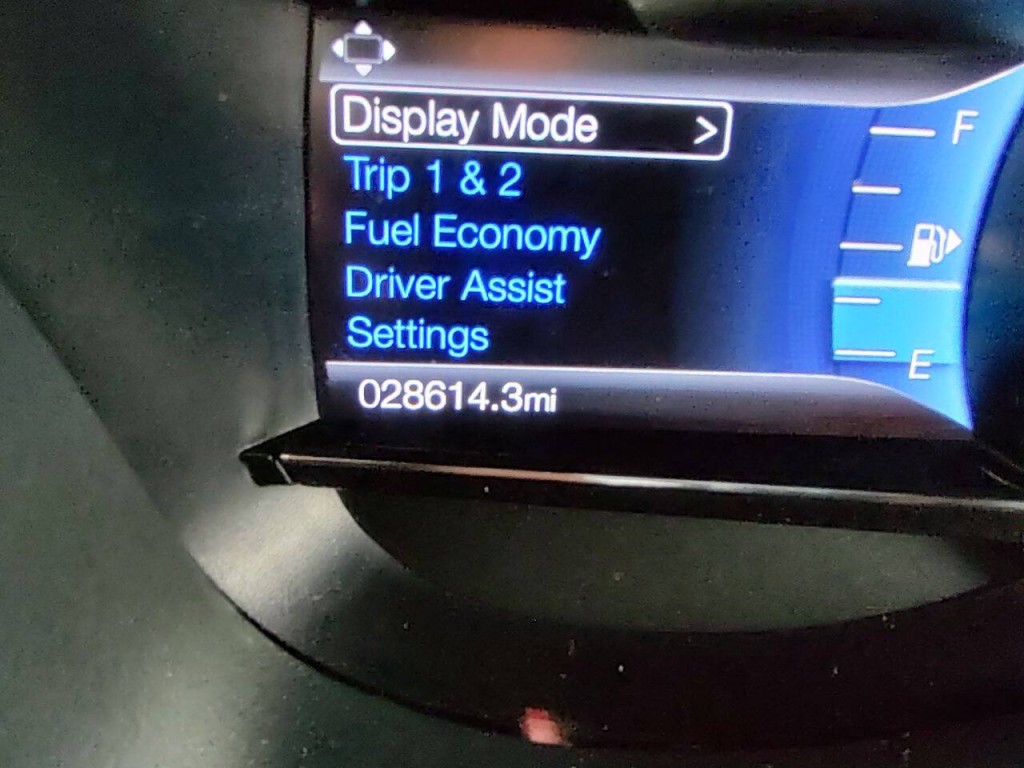 Display Mode >
Trip 1 & 2
Fuel Economy
Driver Assist
Settings
028614.3mi
F
E